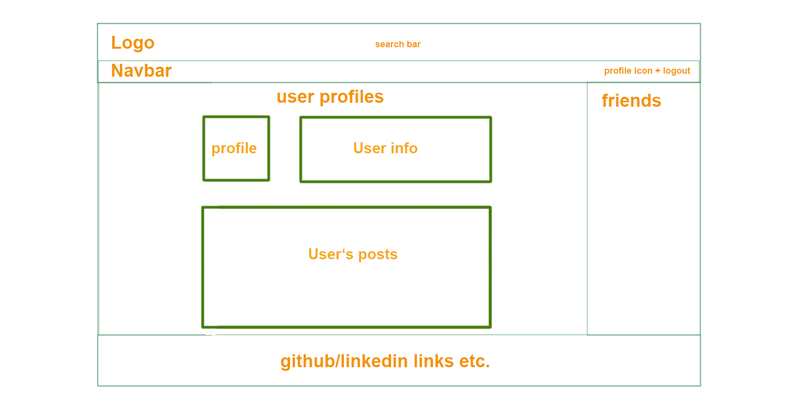 Logo
search bar
Navbar
profile icon + logout
user profiles
friends
profile
User info
User's posts
github/linkedin links etc.